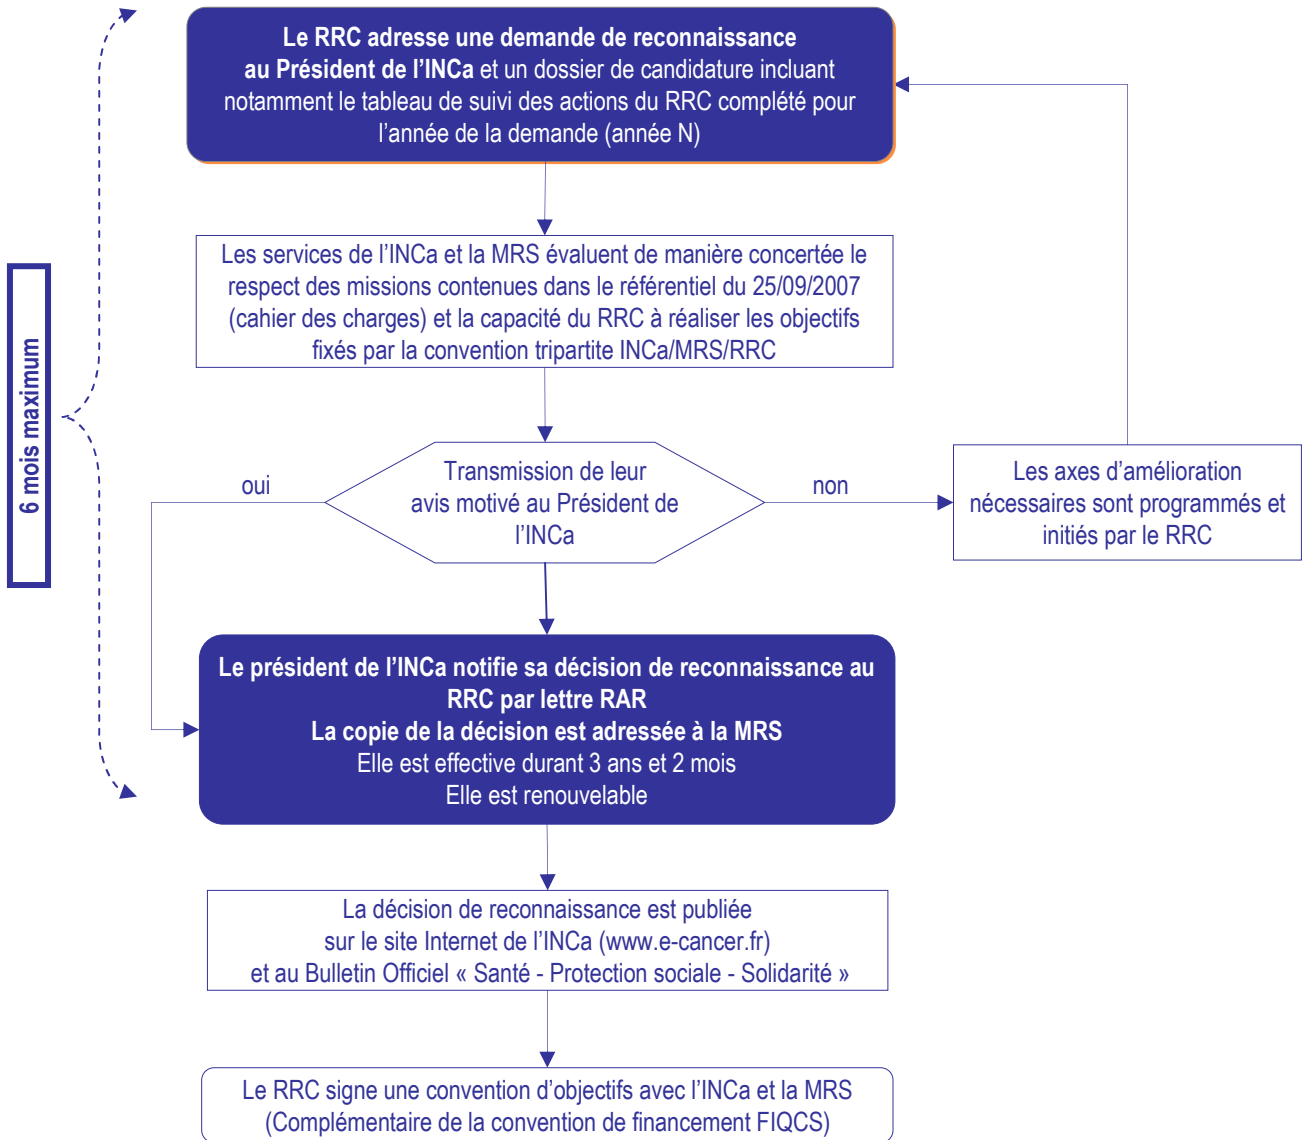 Le RRC adresse une demande de reconnaissance
au Président de l'INCa et un dossier de candidature incluant
notamment le tableau de suivi des actions du RRC complété pour
l'année de la demande (année N)
Les services de l'INCa et la MRS évaluent de manière concertée le
respect des missions contenues dans le référentiel du 25/09/2007
(cahier des charges) et la capacité du RRC à réaliser les objectifs
fixés par la convention tripartite INCa/MRS/RRC
6 mois maximum
oui
Transmission de leur
avis motivé au Président de
l'INCa
non
Les axes d'amélioration
nécessaires sont programmés et
initiés par le RRC
Le président de l'INCa notifie sa décision de reconnaissance au
RRC par lettre RAR
La copie de la décision est adressée à la MRS
Elle est effective durant 3 ans et 2 mois
Elle est renouvelable
La décision de reconnaissance est publiée
sur le site Internet de l'INCa (www.e-cancer.fr)
et au Bulletin Officiel « Santé - Protection sociale - Solidarité »
Le RRC signe une convention d'objectifs avec l'INCa et la MRS
(Complémentaire de la convention de financement FIQCS)